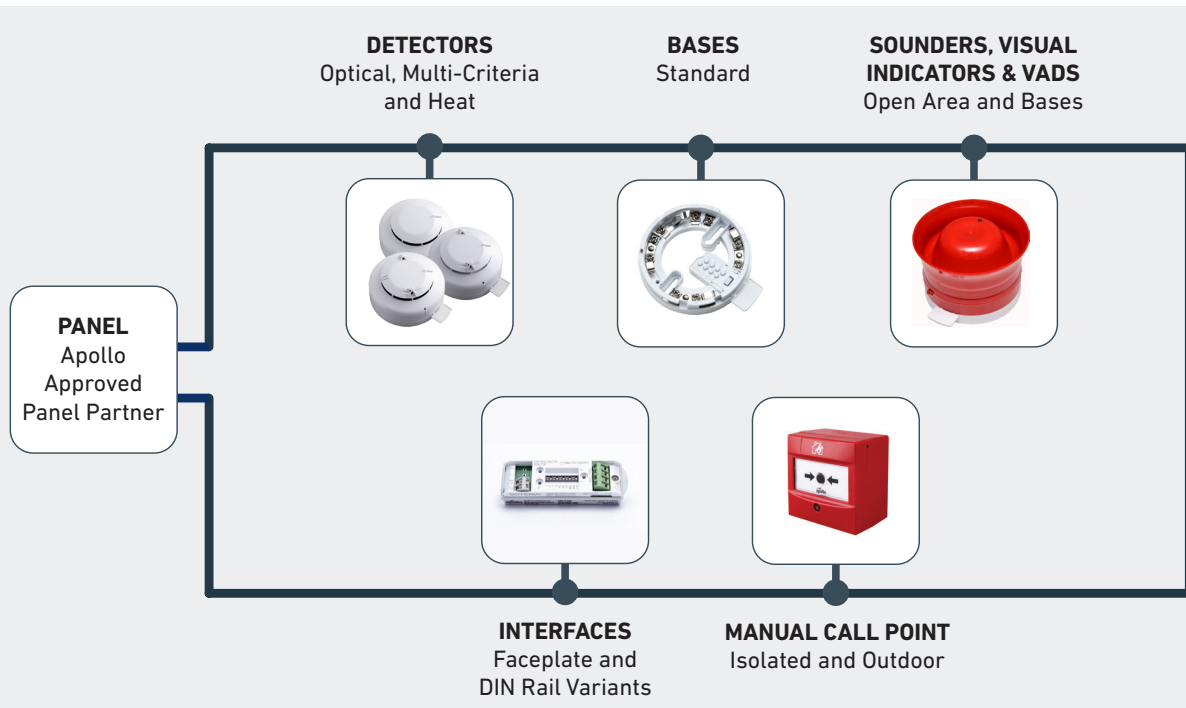 DETECTORS
Optical, Multi-Criteria
and Heat
BASES
Standard
SOUNDERS, VISUAL
INDICATORS & VADS
Open Area and Bases
PANEL
Apollo
Approved
Panel Partner
INTERFACES
Faceplate and
DIN Rail Variants
MANUAL CALL POINT
Isolated and Outdoor